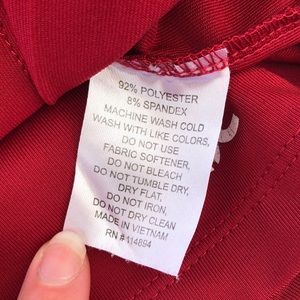 92% POLYESTER
8% SPANDEX
MACHINE WASH COLD
WASH WITH LIKE COLORS,
DO NOT USE
FABRIC SOFTENER,
DO NOT BLEACH
DO NOT TUMBLE DRY,
DRY FLAT,
DO NOT IRON,
DO NOT DRY CLEAN
MADE IN VIETNAM
RN #114894